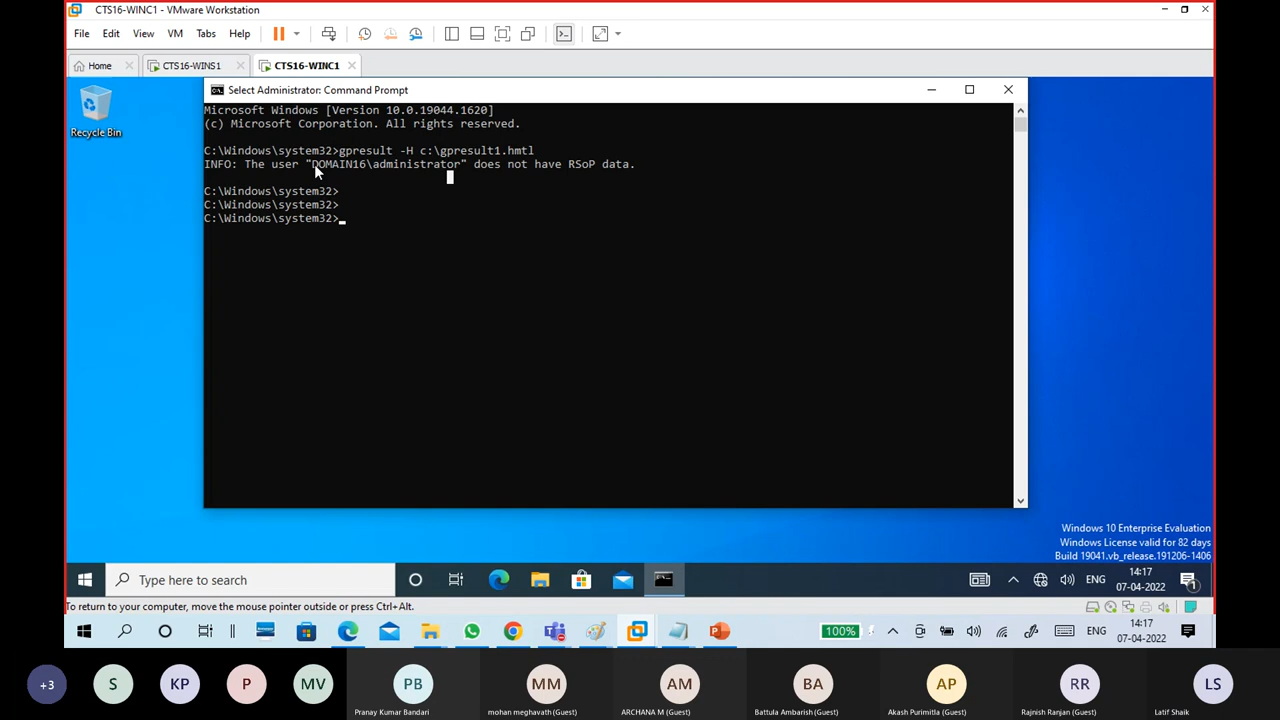 CTS16-WINC1 - VMware Workstation
File Edit View VM Tabs Help
Home CTS16-WINS1 CTS16-WINC1
Recycle Bin
Select Administrator: Command Prompt
Microsoft Windows [Version 10.0.19044.1620]
(c) Microsoft Corporation. All rights reserved.
C:\Windows\system32>gpresult -H c:\gpresult1.hmtl
INFO: The user "DOMAIN16\administrator" does not have RSoP data.
C:\Windows\system32>
C:\Windows\system32>
C:\Windows\system32>
Windows 10 Enterprise Evaluation
Windows License valid for 82 days
Build 19041.vb_release.191206-1406
Type here to search
ENG
14:17
07-04-2022
1
To return to your computer, move the mouse pointer outside or press Ctrl+Alt.
100%
ENG
14:17
07-04-2022
+3 S KP P MV PB MM AM BA AP RR LS
Pranay Kumar Bandari mohan meghavath (Guest) ARCHANA M (Guest) Battula Ambarish (Guest) Akash Purimitla (Guest) Rajnish Ranjan (Guest) Latif Shaik